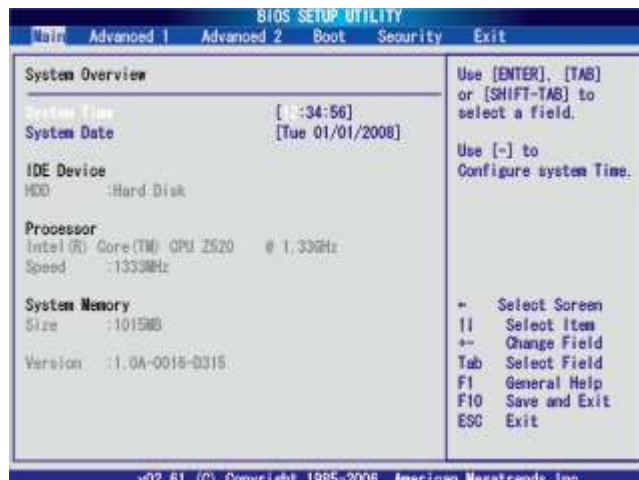 BIOS SETUP UTILITY
Main Advanced 1 Advanced 2 Boot Security Exit
System Overview
System Time [ :34:56]
System Date [Tue 01/01/2008]
IDE Device
HDD :Hard Disk
Processor
Intel(R) Core(TM) CPU Z520 @ 1.33GHz
Speed :1333MHz
System Memory
Size :1015MB
Version :1.0A-0016-D315
Use [ENTER], [TAB]
or [SHIFT-TAB] to
select a field.
Use [-] to
Configure system Time.
← Select Screen
↑↓ Select Item
+- Change Field
Tab Select Field
F1 General Help
F10 Save and Exit
ESC Exit
v02.61 (C) Copyright 1985-2006, American Megatrends Inc